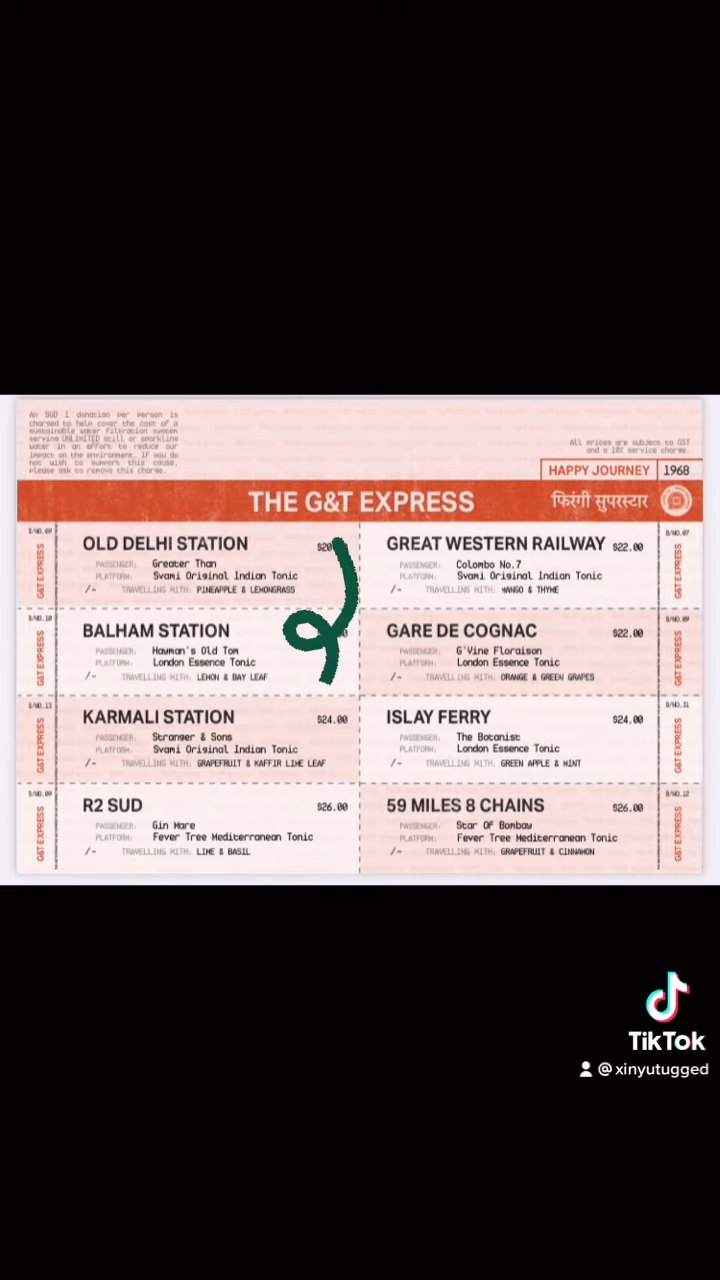 An SGD 1 donation per person is
charged to help cover the cost of a
sustainable water filtration system
serving UNLIMITED still or sparkling
water in an effort to reduce our
impact on the environment. If you do
not wish to support this cause,
please ask to remove this charge.
All prices are subject to GST
and a 10% service charge.
HAPPY JOURNEY 1968
THE G&T EXPRESS
फिरंगी सुपरस्टार
G&T EXPRESS
OLD DELHI STATION
PASSENGER: Greater Than
PLATFORM: Svami Original Indian Tonic
/- TRAVELLING WITH: PINEAPPLE & LEMONGRASS
GREAT WESTERN RAILWAY $22.00
PASSENGER: Colombo No.7
PLATFORM: Svami Original Indian Tonic
/- TRAVELLING WITH: MANGO & THYME
G&T EXPRESS
G&T EXPRESS
BALHAM STATION
PASSENGER: Hayman's Old Tom
PLATFORM: London Essence Tonic
/- TRAVELLING WITH: LEMON & BAY LEAF
GARE DE COGNAC $22.00
PASSENGER: G'Vine Floraison
PLATFORM: London Essence Tonic
/- TRAVELLING WITH: ORANGE & GREEN GRAPES
G&T EXPRESS
G&T EXPRESS
KARMALI STATION $24.00
PASSENGER: Stranger & Sons
PLATFORM: Svami Original Indian Tonic
/- TRAVELLING WITH: GRAPEFRUIT & KAFFIR LIME LEAF
ISLAY FERRY $24.00
PASSENGER: The Botanist
PLATFORM: London Essence Tonic
/- TRAVELLING WITH: GREEN APPLE & MINT
G&T EXPRESS
G&T EXPRESS
R2 SUD $26.00
PASSENGER: Gin Mare
PLATFORM: Fever Tree Mediterranean Tonic
/- TRAVELLING WITH: LIME & BASIL
59 MILES 8 CHAINS $26.00
PASSENGER: Star Of Bombay
PLATFORM: Fever Tree Mediterranean Tonic
/- TRAVELLING WITH: GRAPEFRUIT & CINNAMON
G&T EXPRESS
TikTok
@xinyutugged